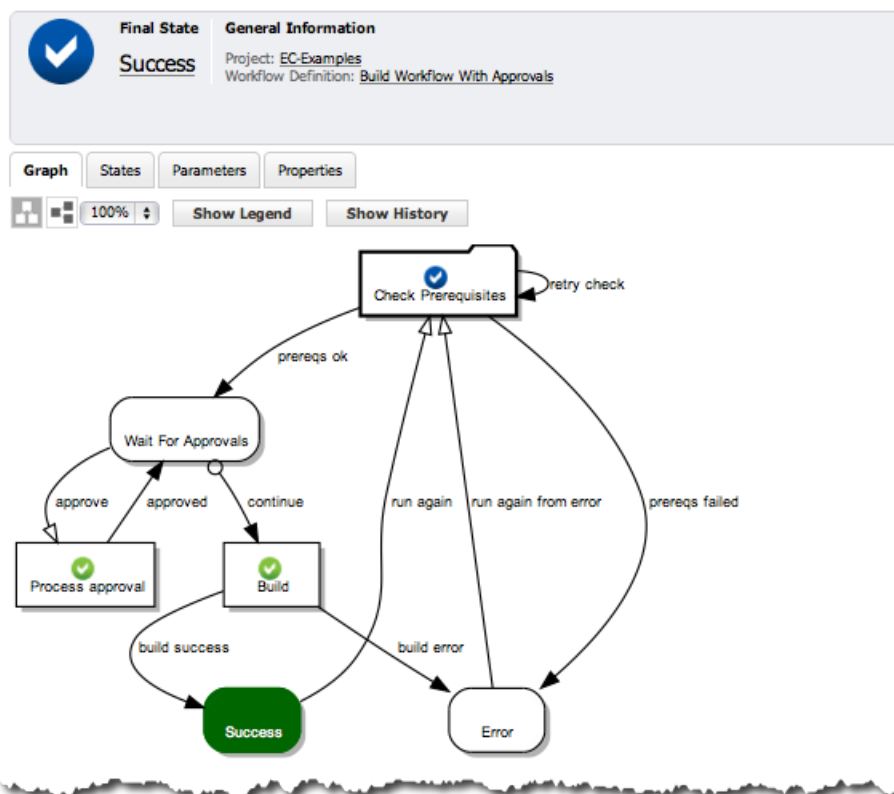 Final State
Success
General Information
Project: EC-Examples
Workflow Definition: Build Workflow With Approvals
Graph
States
Parameters
Properties
100%
Show Legend
Show History
Check Prerequisites
retry check
prereqs ok
Wait For Approvals
approve
approved
continue
run again
run again from error
prereqs failed
Process approval
Build
build success
build error
Success
Error